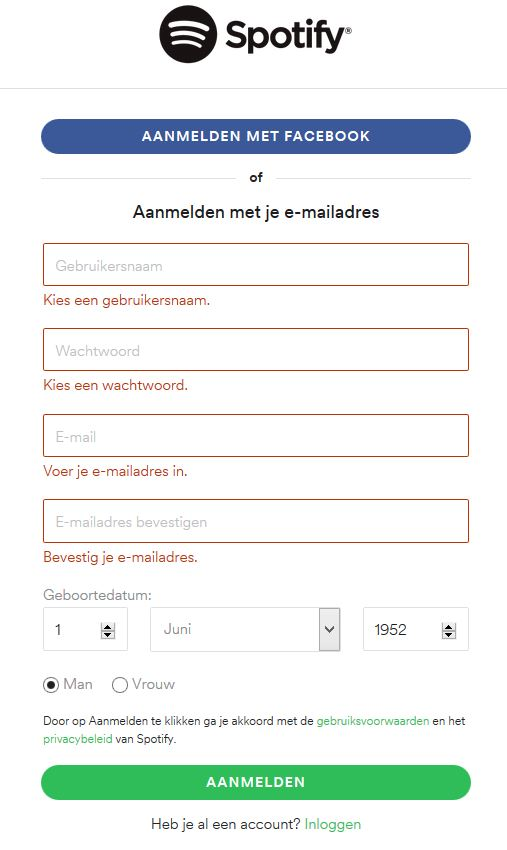 Spotify®
AANMELDEN MET FACEBOOK
of
Aanmelden met je e-mailadres
Gebruikersnaam
Kies een gebruikersnaam.
Wachtwoord
Kies een wachtwoord.
E-mail
Voer je e-mailadres in.
E-mailadres bevestigen
Bevestig je e-mailadres.
Geboortedatum:
1 Juni 1952
Man Vrouw
Door op Aanmelden te klikken ga je akkoord met de gebruiksvoorwaarden en het
privacybeleid van Spotify.
AANMELDEN
Heb je al een account? Inloggen